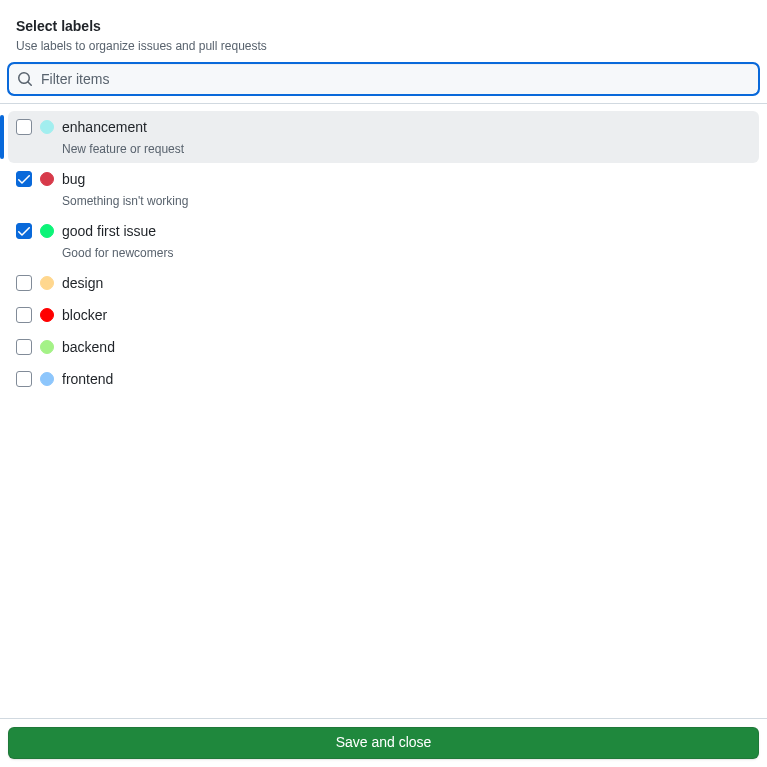 Select labels
Use labels to organize issues and pull requests
Filter items
enhancement
New feature or request
bug
Something isn't working
good first issue
Good for newcomers
design
blocker
backend
frontend
Save and close